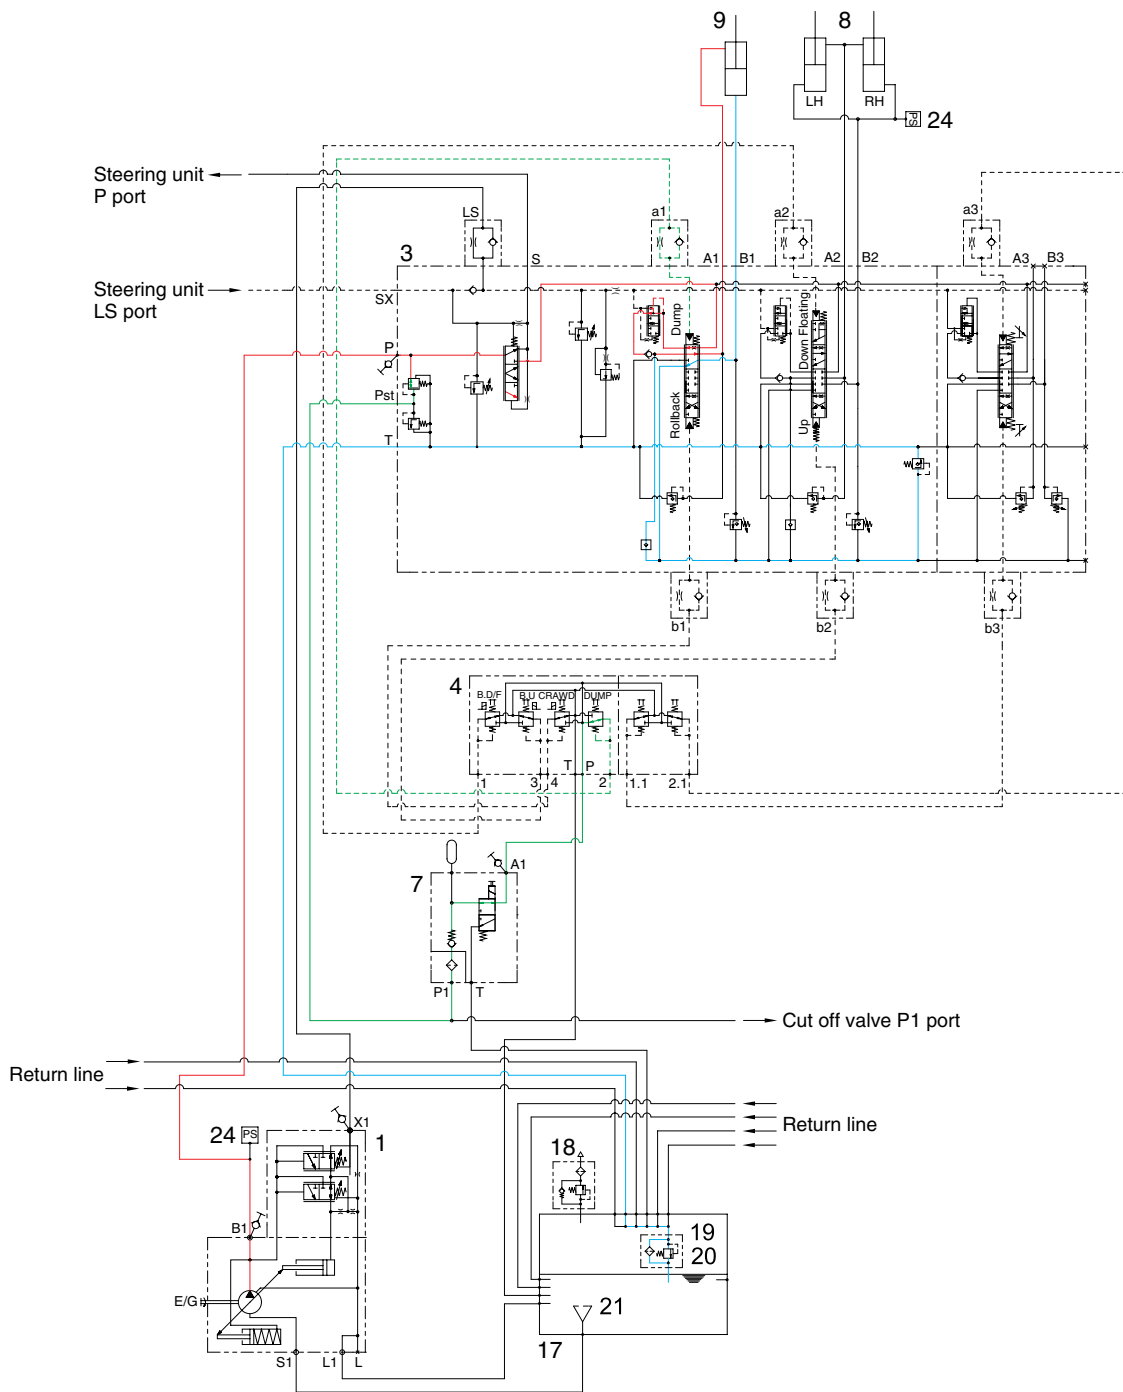 9
8
LH
RH
PS
24
Steering unit
P port
LS
a1
a2
a3
3
S
A1
B1
A2
B2
A3
B3
Steering unit
LS port
SX
Dump
Down Floating
P
Pst
Rollback
Up
T
b1
b2
b3
4
B.D/F
B.U
CRAWD
DUMP
T
P
1
3
4
2
1.1
2.1
A1
7
P1
T
Cut off valve P1 port
Return line
X1
24
PS
1
18
Return line
B1
19
20
E/G
21
17
S1
L1
L